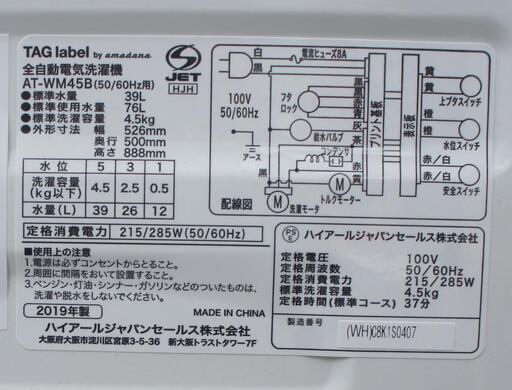 TAG label by amadana
全自動電気洗濯機
AT-WM45B(50/60Hz用)
●標準水量 39L
●標準使用水量 76L
●標準洗濯容量 4.5kg
●外形寸法 幅 526mm
奥行 500mm
高さ 888mm
S
JET
HJH
水位 5 3 1
洗濯容量(kg以下) 4.5 2.5 0.5
水量(L) 39 26 12
定格消費電力 215/285W(50/60Hz)
白
電流ヒューズ8A
黒
100V
50/60Hz
アース
黒
フタロック
青
給水バルブ
灰
コンデンサ
茶
赤
黄
M
M
洗濯モータ
トルクモーター
配線図
プリント基板
表示板
黄
黄
上ブタスイッチ
橙
橙
水位スイッチ
赤/白
赤/白
安全スイッチ
■使用上の注意
1.電源は必ずコンセントからとること。
2.周囲に間隔をおいて設置すること。
3.ベンジン・灯油・シンナー・ガソリンなどのついたものは、
洗濯や脱水をしないでください。
2019年製
MADE IN CHINA
ハイアールジャパンセールス株式会社
大阪府大阪市淀川区宮原3-5-36 新大阪トラストタワー7F
PSE
ハイアールジャパンセールス株式会社
定格電圧 100V
定格周波数 50/60Hz
定格消費電力 215/285W
標準洗濯容量 4.5kg
定格時間(標準コース) 37分
製造番号 (WH)C8K1S0407